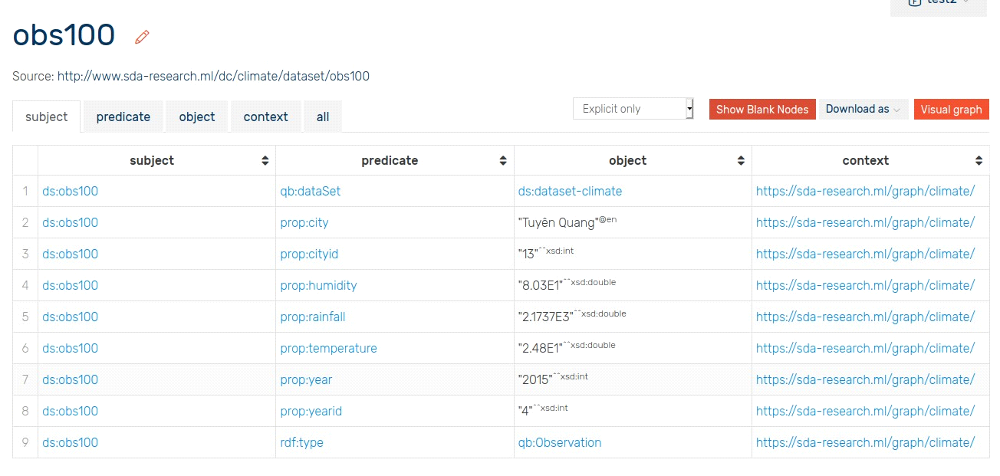 test2
obs100
Source: http://www.sda-research.ml/dc/climate/dataset/obs100
subject predicate object context all Explicit only Show Blank Nodes Download as Visual graph
subject predicate object context
1 ds:obs100 qb:dataSet ds:dataset-climate https://sda-research.ml/graph/climate/
2 ds:obs100 prop:city "Tuyên Quang"@en https://sda-research.ml/graph/climate/
3 ds:obs100 prop:cityid "13"^^xsd:int https://sda-research.ml/graph/climate/
4 ds:obs100 prop:humidity "8.03E1"^^xsd:double https://sda-research.ml/graph/climate/
5 ds:obs100 prop:rainfall "2.1737E3"^^xsd:double https://sda-research.ml/graph/climate/
6 ds:obs100 prop:temperature "2.48E1"^^xsd:double https://sda-research.ml/graph/climate/
7 ds:obs100 prop:year "2015"^^xsd:int https://sda-research.ml/graph/climate/
8 ds:obs100 prop:yearid "4"^^xsd:int https://sda-research.ml/graph/climate/
9 ds:obs100 rdf:type qb:Observation https://sda-research.ml/graph/climate/